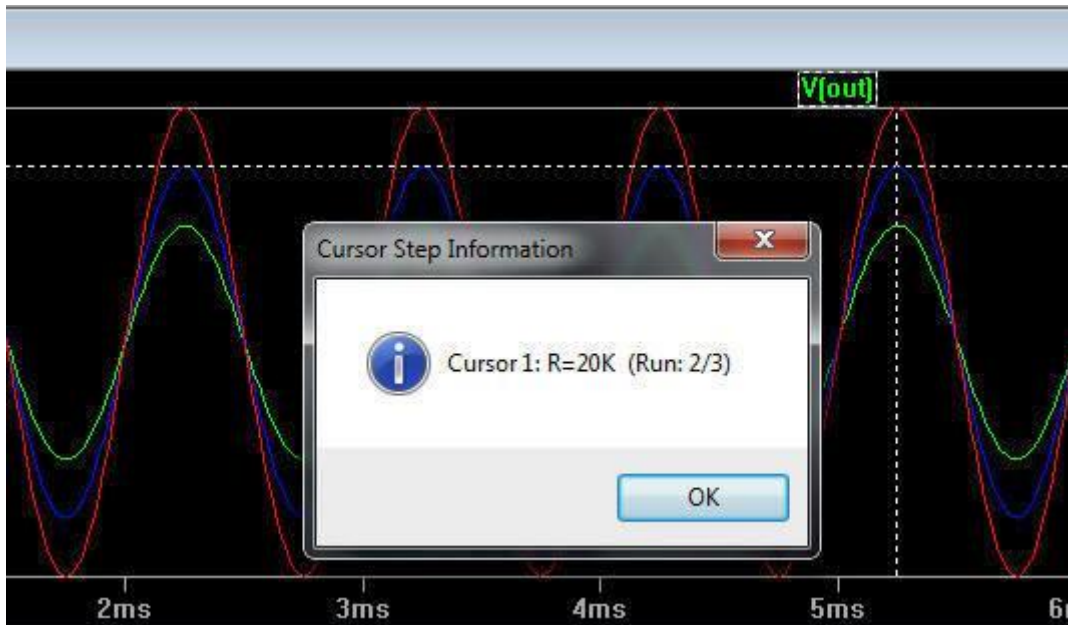 V(out)
Cursor Step Information
Cursor 1: R=20K (Run: 2/3)
OK
2ms
3ms
4ms
5ms